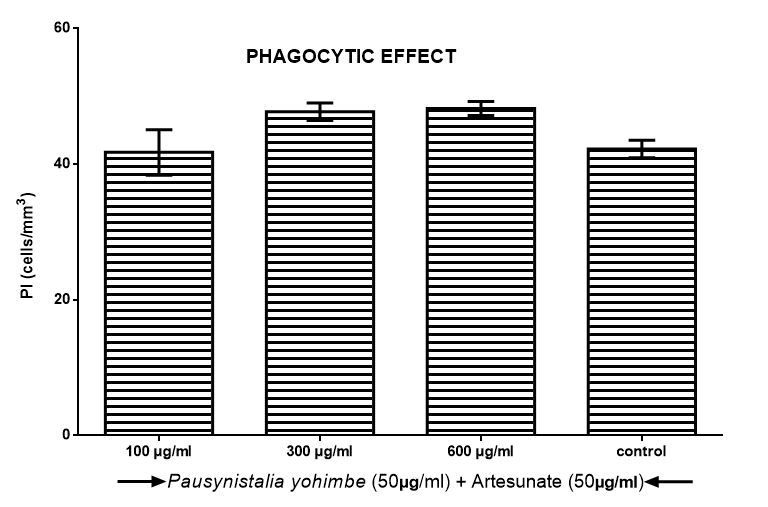 PHAGOCYTIC EFFECT
60
40
20
0
PI (cells/mm³)
100 µg/ml 300 µg/ml 600 µg/ml control
Pausynistalia yohimbe (50µg/ml) + Artesunate (50µg/ml)